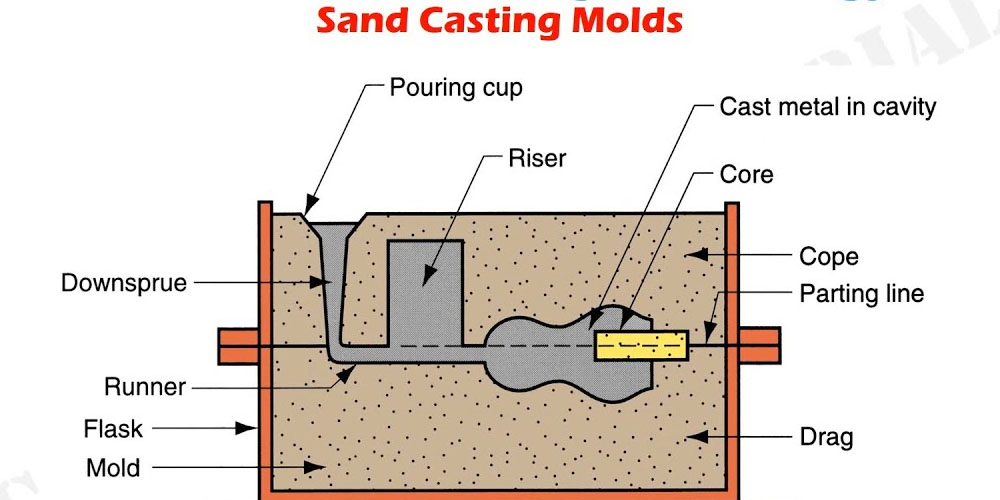 Sand Casting Molds
Pouring cup
Cast metal in cavity
Riser
Core
Cope
Downsprue
Parting line
Runner
Flask
Drag
Mold